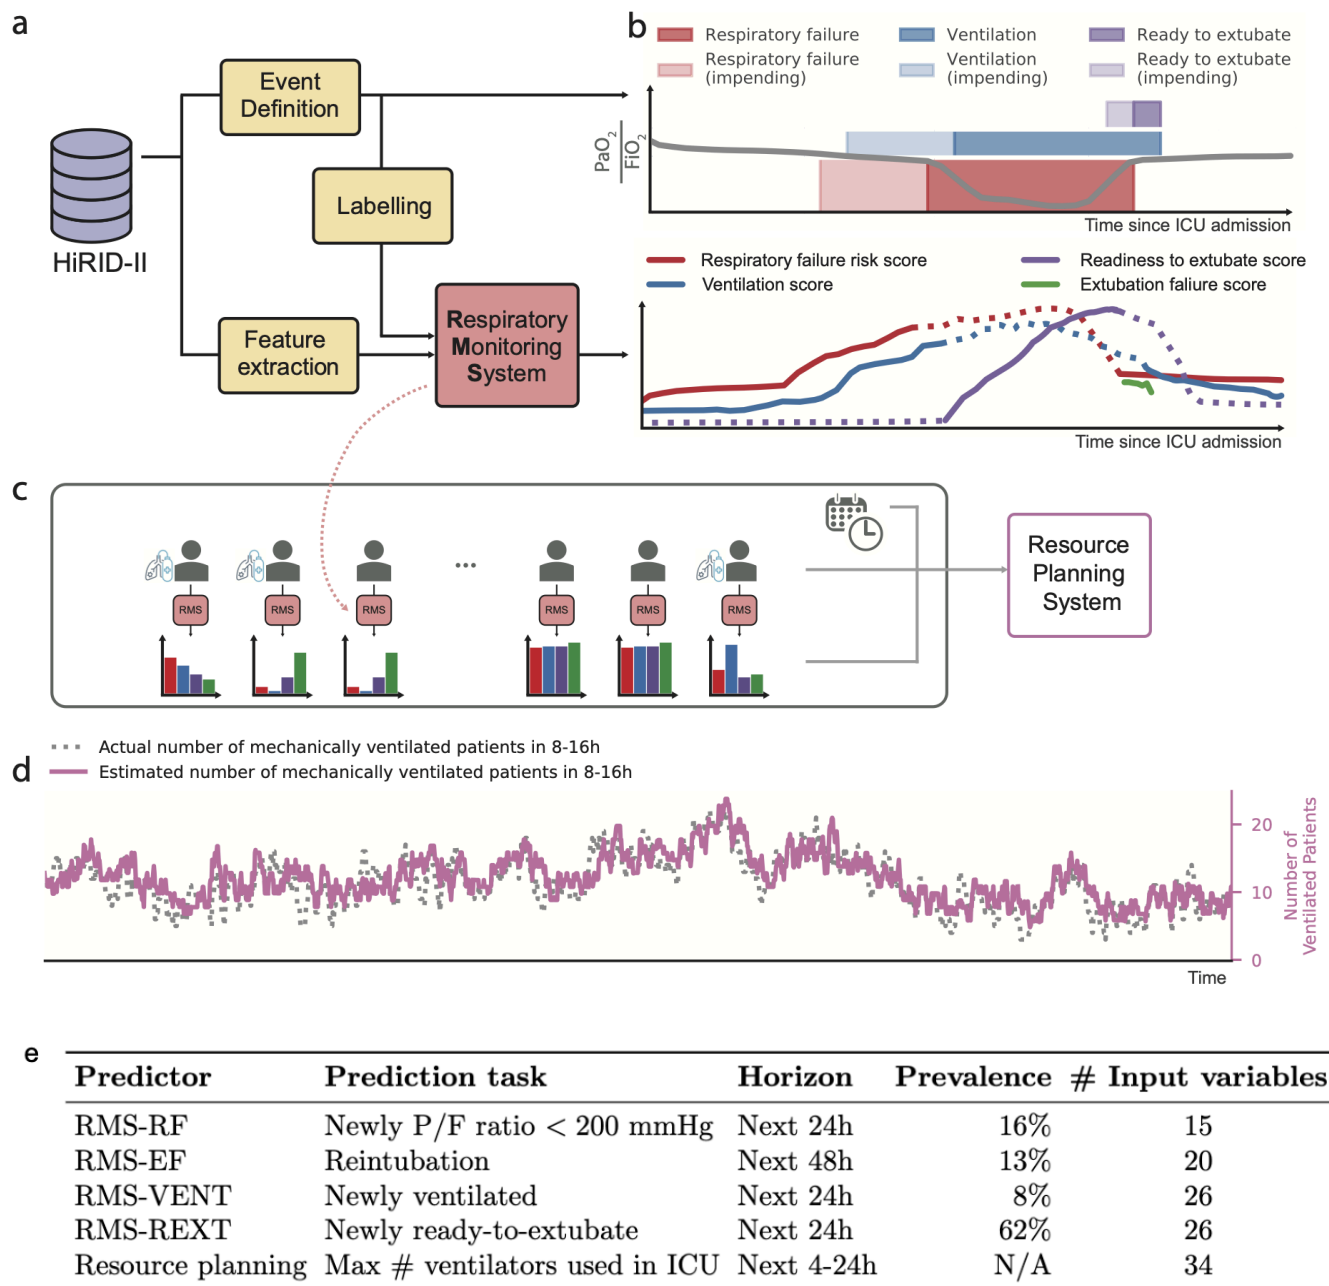 a
Event
Definition
Labelling
HiRID-II
Feature
extraction
Respiratory
Monitoring
System
b
Respiratory failure
Ventilation
Ready to extubate
Respiratory failure
(impending)
Ventilation
(impending)
Ready to extubate
(impending)
PaO2
FiO2
Time since ICU admission
Respiratory failure risk score
Readiness to extubate score
Ventilation score
Extubation faliure score
Time since ICU admission
c
...
RMS
RMS
RMS
RMS
RMS
RMS
Resource
Planning
System
Actual number of mechanically ventilated patients in 8-16h
d
Estimated number of mechanically ventilated patients in 8-16h
20
10
0
Number of
Ventilated Patients
Time
e
Predictor Prediction task Horizon Prevalence # Input variables
RMS-RF Newly P/F ratio < 200 mmHg Next 24h 16% 15
RMS-EF Reintubation Next 48h 13% 20
RMS-VENT Newly ventilated Next 24h 8% 26
RMS-REXT Newly ready-to-extubate Next 24h 62% 26
Resource planning Max # ventilators used in ICU Next 4-24h N/A 34